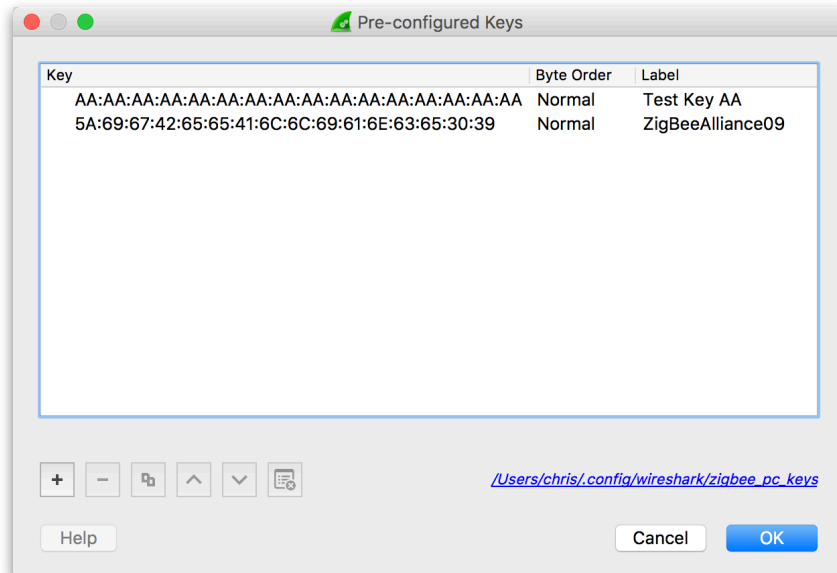 Pre-configured Keys
Key Byte Order Label
AA:AA:AA:AA:AA:AA:AA:AA:AA:AA:AA:AA:AA:AA:AA:AA Normal Test Key AA
5A:69:67:42:65:65:41:6C:6C:69:61:6E:63:65:30:39 Normal ZigBeeAlliance09
/Users/chris/.config/wireshark/zigbee_pc_keys
Help Cancel OK